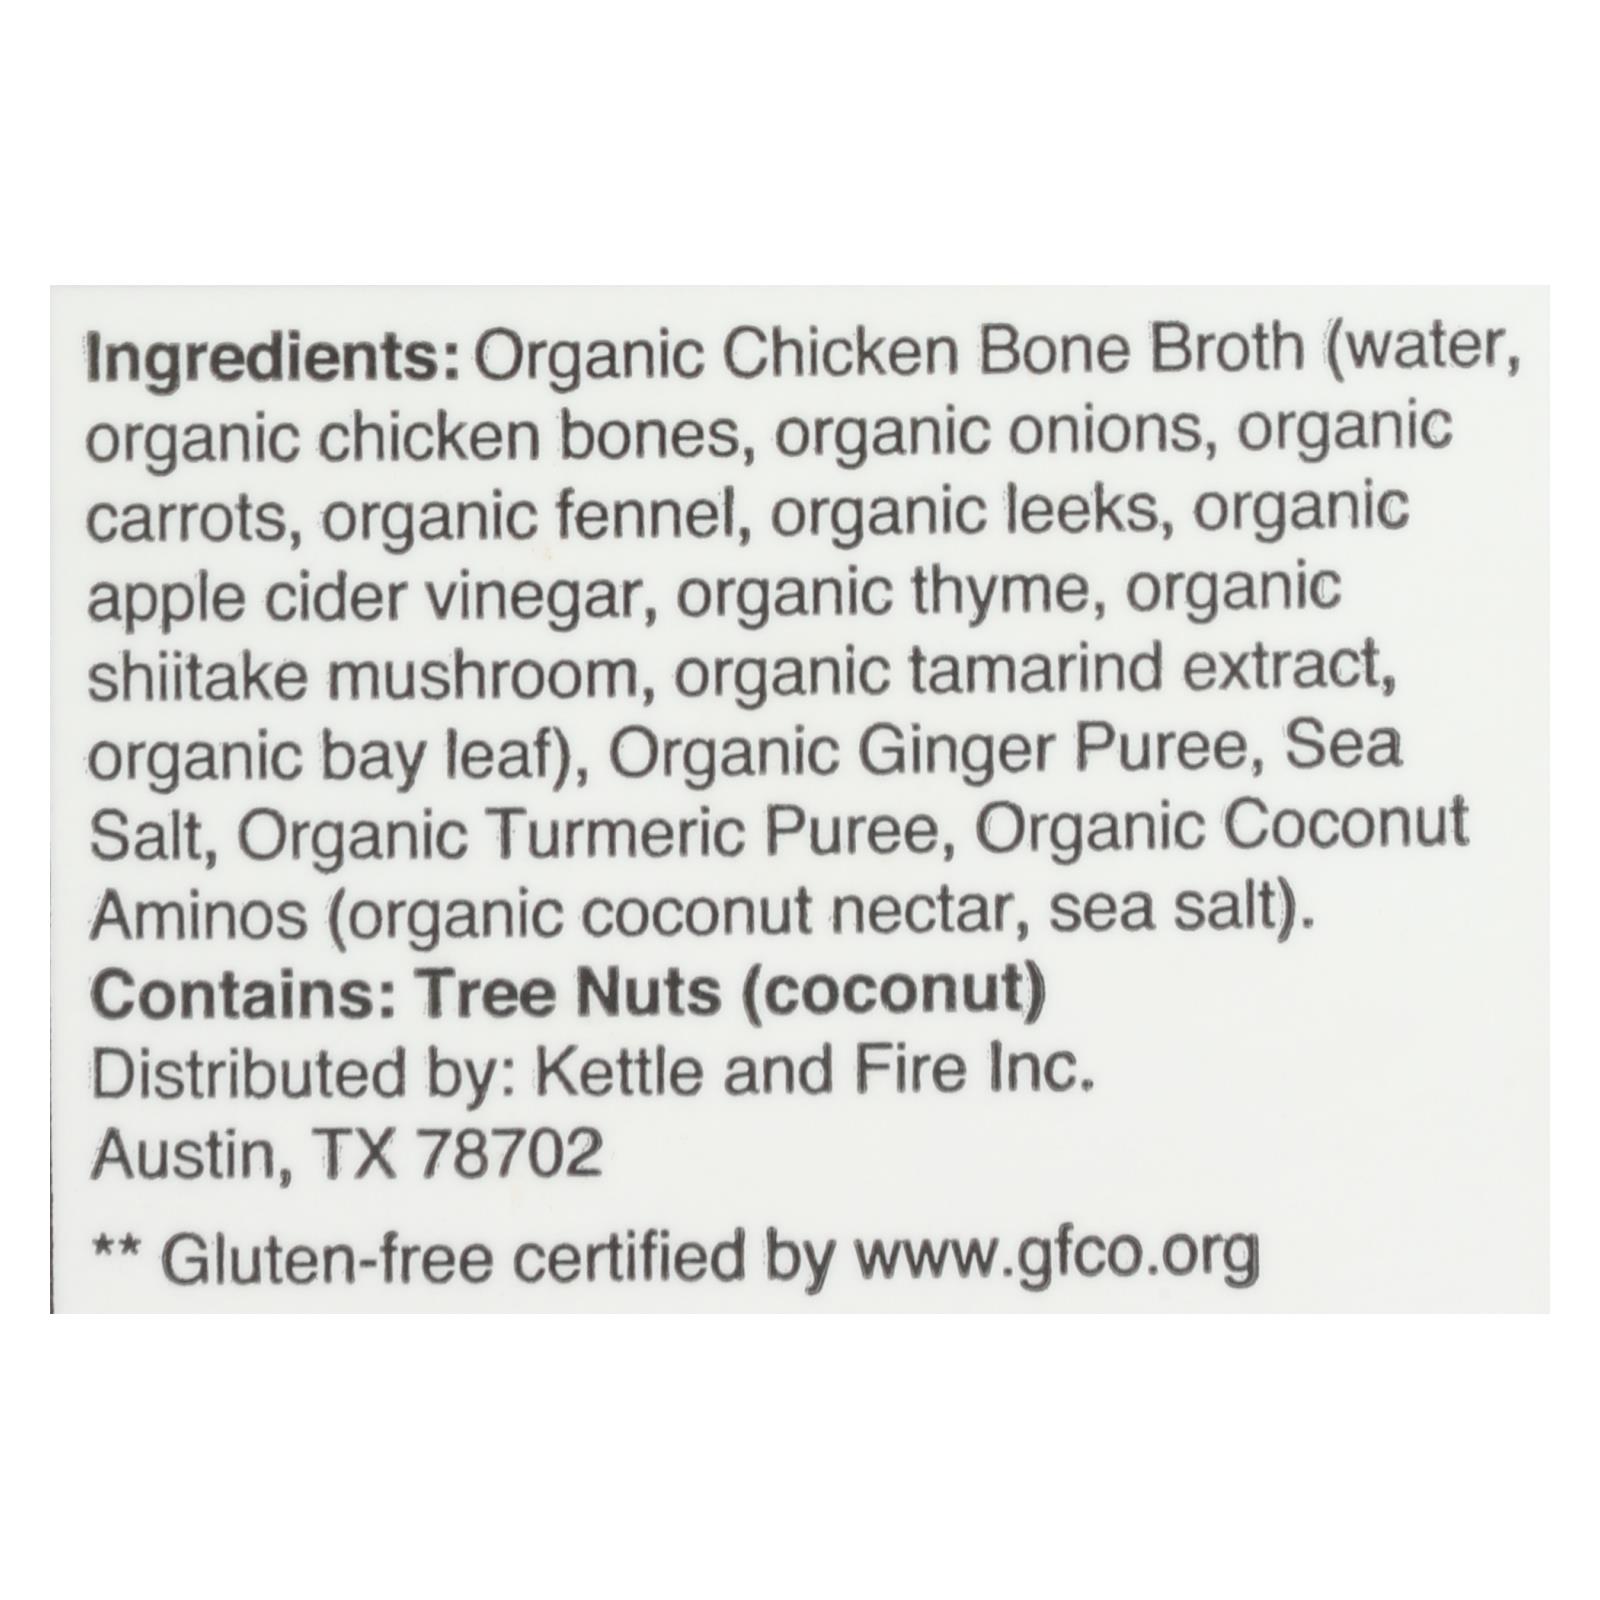 Ingredients: Organic Chicken Bone Broth (water,
organic chicken bones, organic onions, organic
carrots, organic fennel, organic leeks, organic
apple cider vinegar, organic thyme, organic
shiitake mushroom, organic tamarind extract,
organic bay leaf), Organic Ginger Puree, Sea
Salt, Organic Turmeric Puree, Organic Coconut
Aminos (organic coconut nectar, sea salt).
Contains: Tree Nuts (coconut)
Distributed by: Kettle and Fire Inc.
Austin, TX 78702
** Gluten-free certified by www.gfco.org